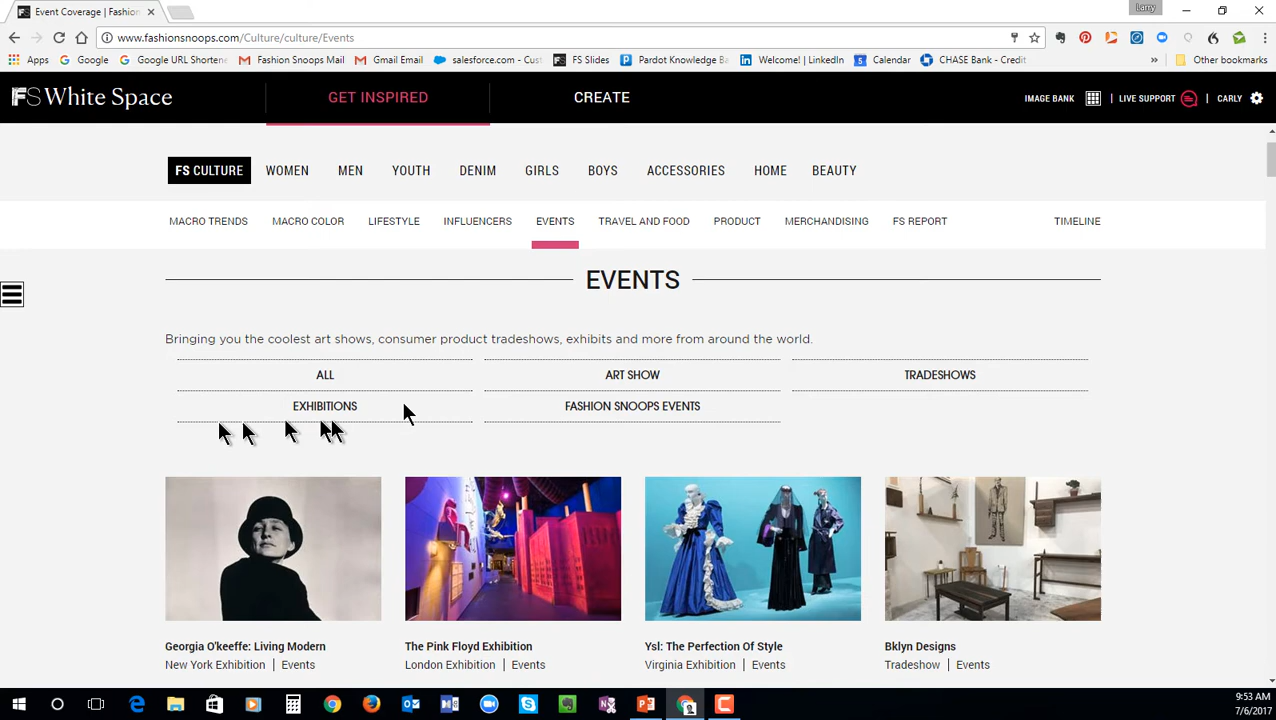 Event Coverage | Fashion
Larry
www.fashionsnoops.com/Culture/culture/Events
Apps Google Google URL Shortene Fashion Snoops Mail Gmail Email salesforce.com - Cust FS Slides Pardot Knowledge Ba Welcome! | LinkedIn Calendar CHASE Bank - Credit Other bookmarks
FS White Space GET INSPIRED CREATE IMAGE BANK LIVE SUPPORT CARLY
FS CULTURE WOMEN MEN YOUTH DENIM GIRLS BOYS ACCESSORIES HOME BEAUTY
MACRO TRENDS MACRO COLOR LIFESTYLE INFLUENCERS EVENTS TRAVEL AND FOOD PRODUCT MERCHANDISING FS REPORT TIMELINE
EVENTS
Bringing you the coolest art shows, consumer product tradeshows, exhibits and more from around the world.
ALL ART SHOW TRADESHOWS
EXHIBITIONS FASHION SNOOPS EVENTS
Georgia O'keeffe: Living Modern The Pink Floyd Exhibition Ysl: The Perfection Of Style Bklyn Designs
New York Exhibition | Events London Exhibition | Events Virginia Exhibition | Events Tradeshow | Events
9:53 AM
7/6/2017